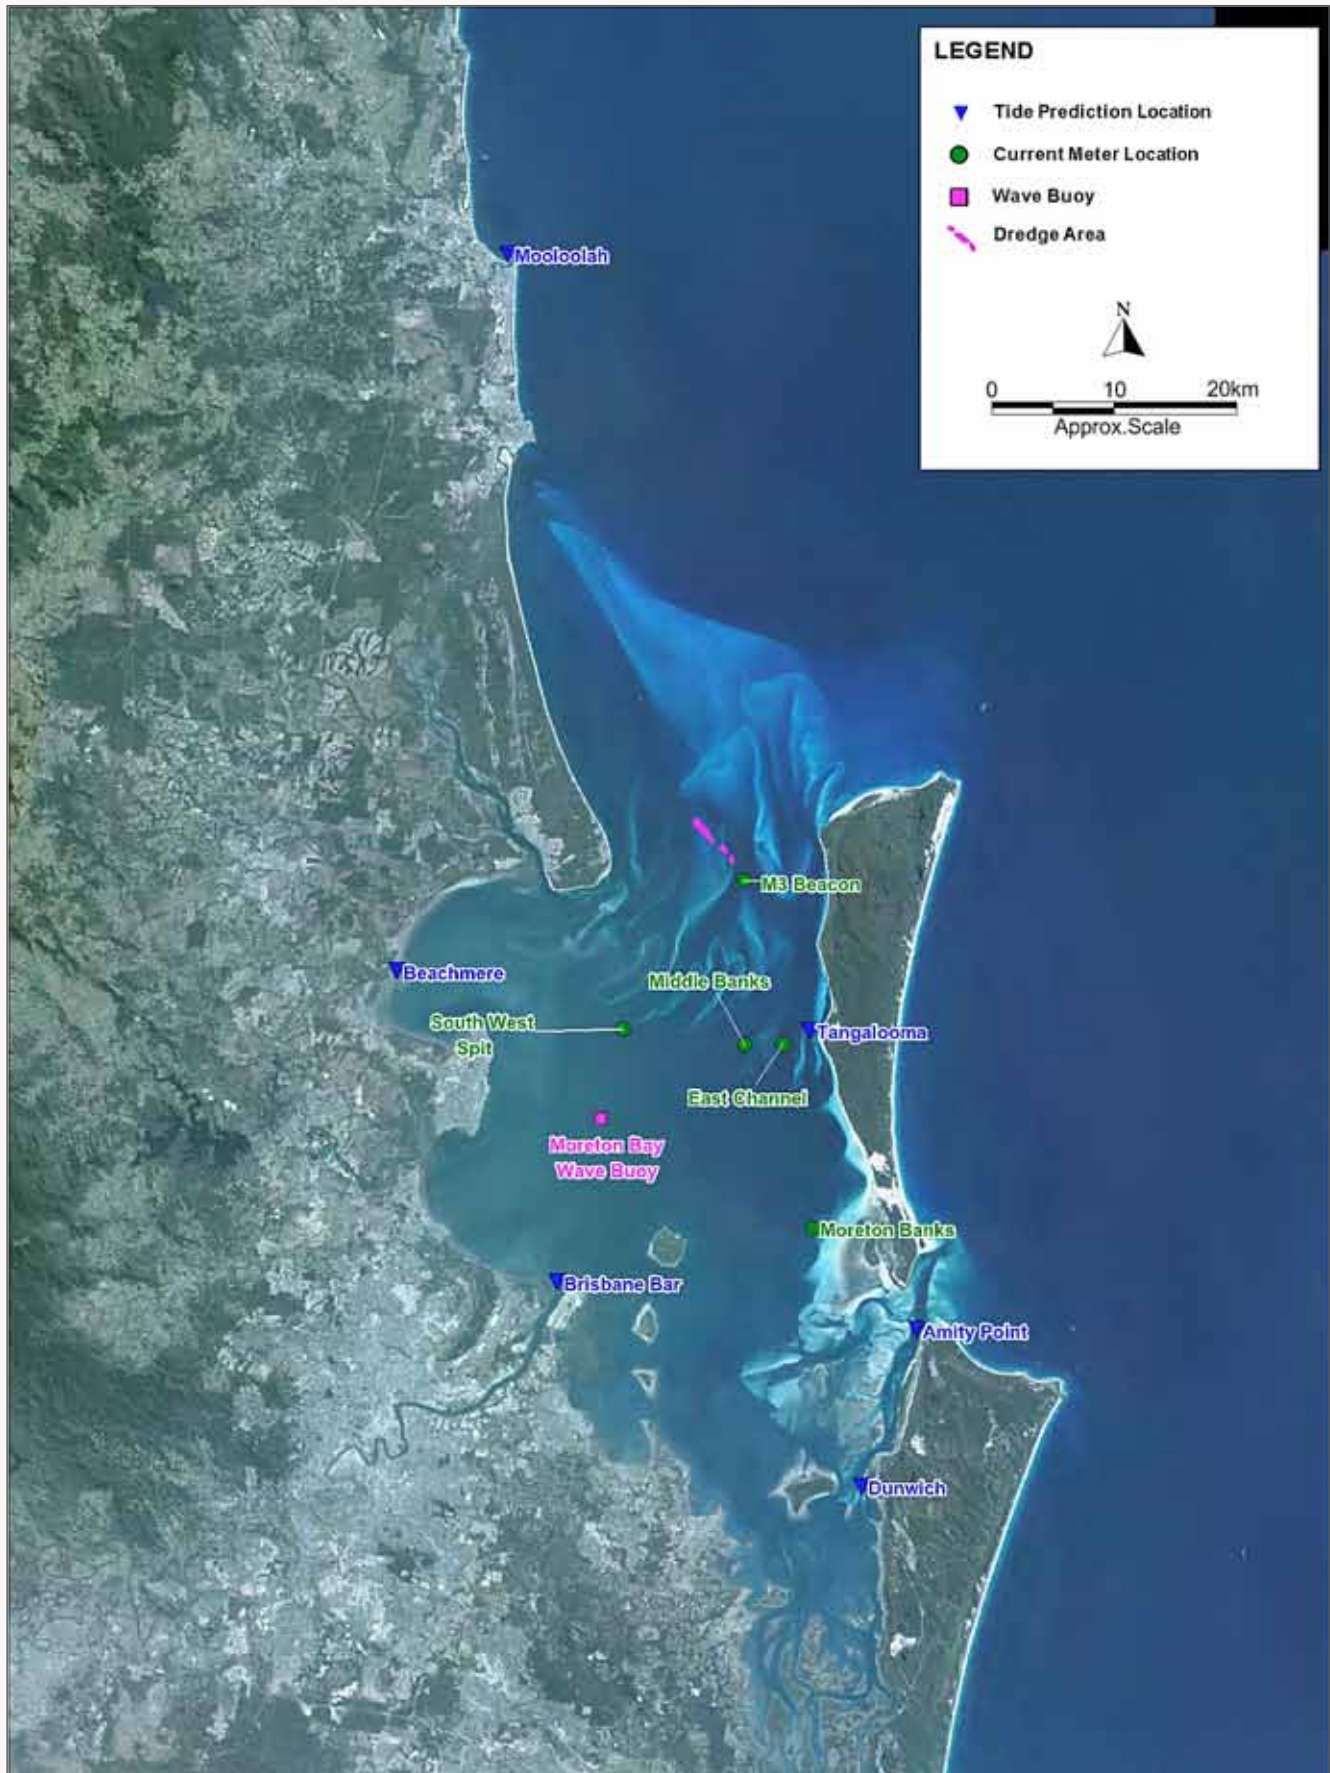 LEGEND
Tide Prediction Location
Current Meter Location
Wave Buoy
Dredge Area
N
0 10 20km
Approx.Scale
Mooloolah
M3 Beacon
Beachmere
Middle Banks
South West
Spit
Tangalooma
East Channel
Moreton Bay
Wave Buoy
Moreton Banks
Brisbane Bar
Amity Point
Dunwich